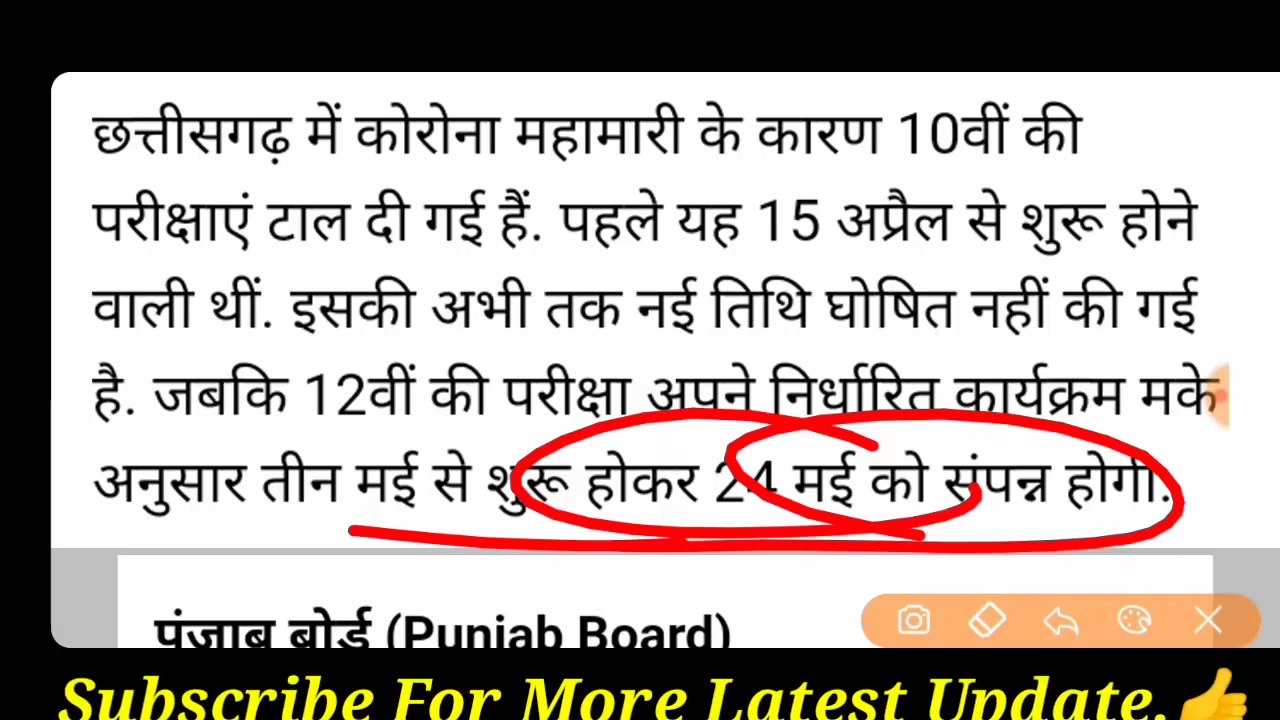 छत्तीसगढ़ में कोरोना महामारी के कारण 10वीं की
परीक्षाएं टाल दी गई हैं. पहले यह 15 अप्रैल से शुरू होने
वाली थीं. इसकी अभी तक नई तिथि घोषित नहीं की गई
है. जबकि 12वीं की परीक्षा अपने निर्धारित कार्यक्रम मके
अनुसार तीन मई से शुरू होकर 24 मई को संपन्न होगी.
पंजाब बोर्ड (Punjab Board)
Subscribe For More Latest Update.